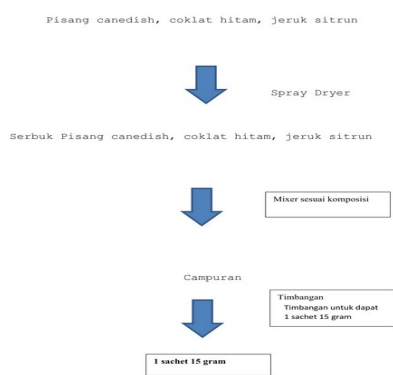 Pisang canedish, coklat hitam, jeruk sitrun
Spray Dryer
Serbuk Pisang canedish, coklat hitam, jeruk sitrun
Mixer sesuai komposisi
Campuran
Timbangan
Timbangan untuk dapat
1 sachet 15 gram
1 sachet 15 gram